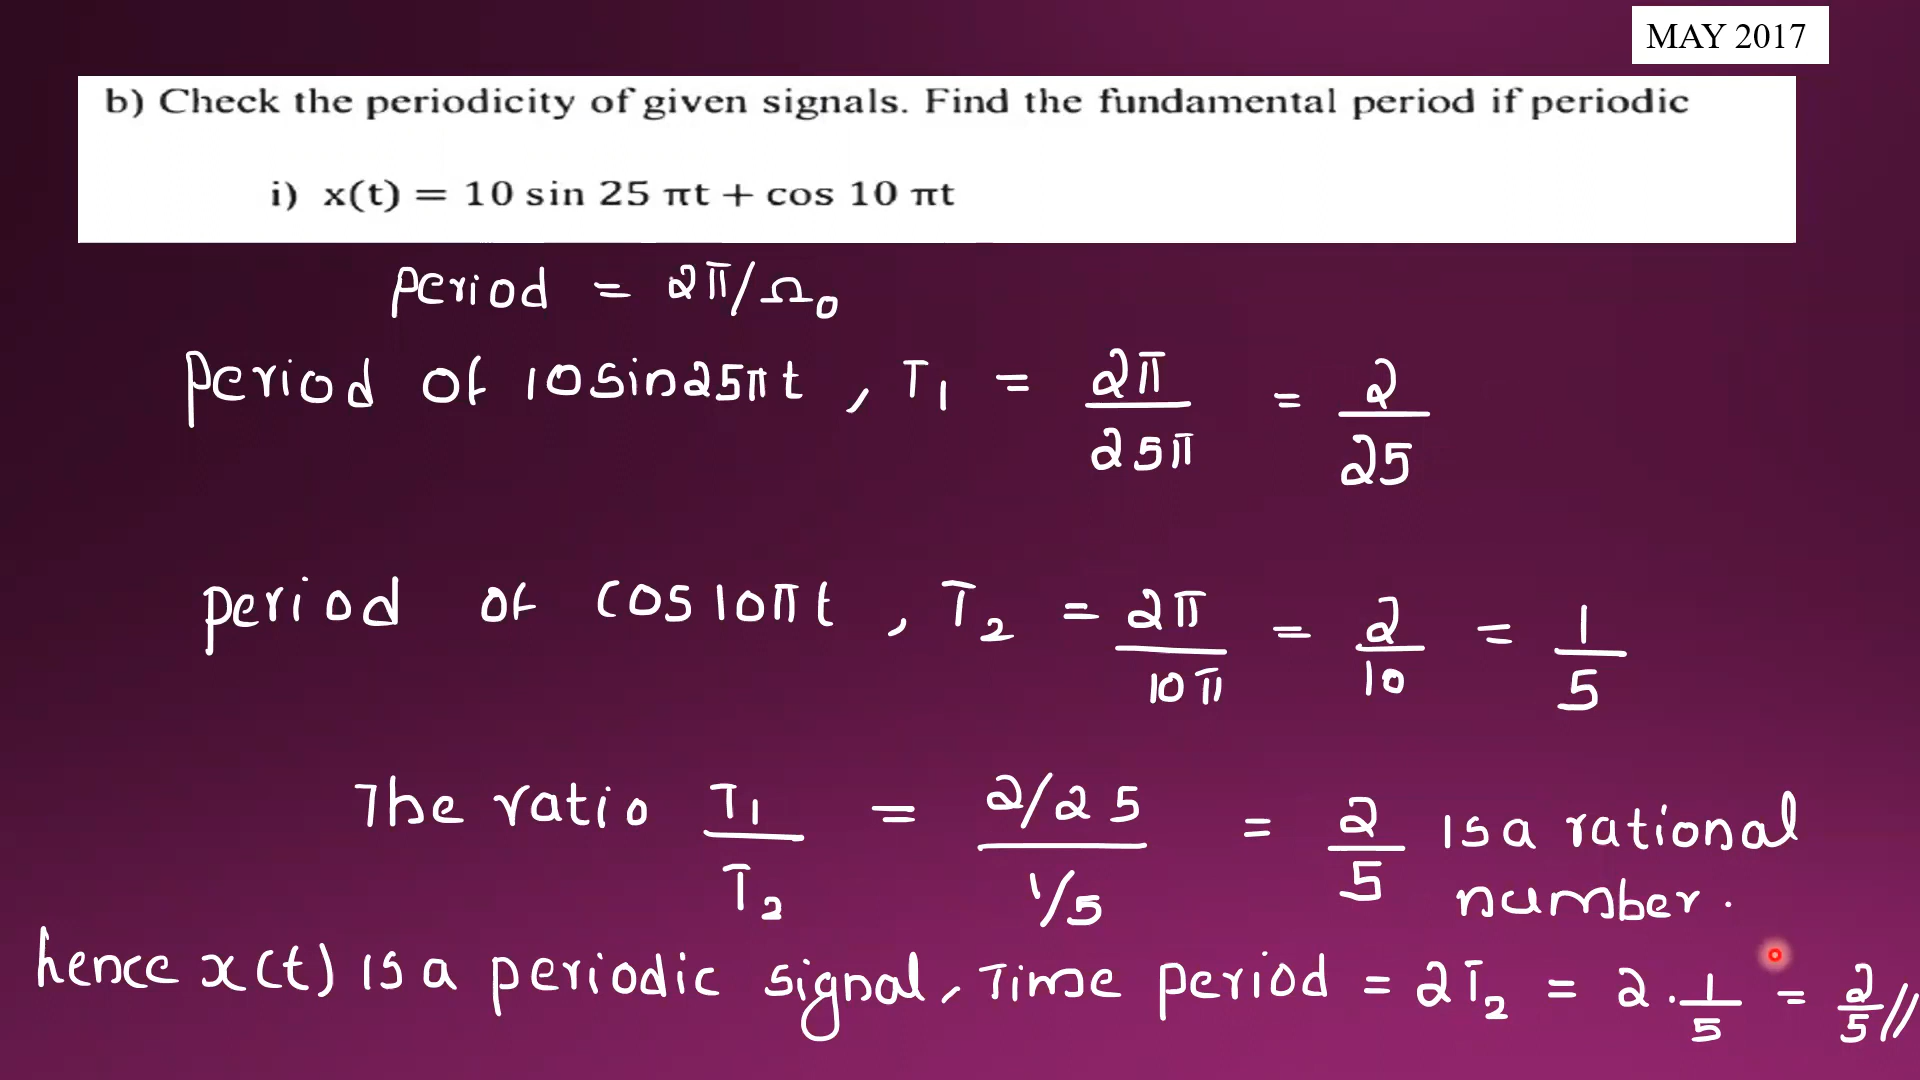 MAY 2017
b) Check the periodicity of given signals. Find the fundamental period if periodic
i) x(t) = 10 sin 25 πt + cos 10 πt
period = 2π/Ω₀
period of 10sin25πt , T₁ = 2π/25π = 2/25
period of cos10πt , T₂ = 2π/10π = 2/10 = 1/5
The ratio T₁/T₂ = (2/25)/(1/5) = 2/5 is a rational
number.
hence x(t) is a periodic signal, Time period = 2T₂ = 2.1/5 = 2/5//